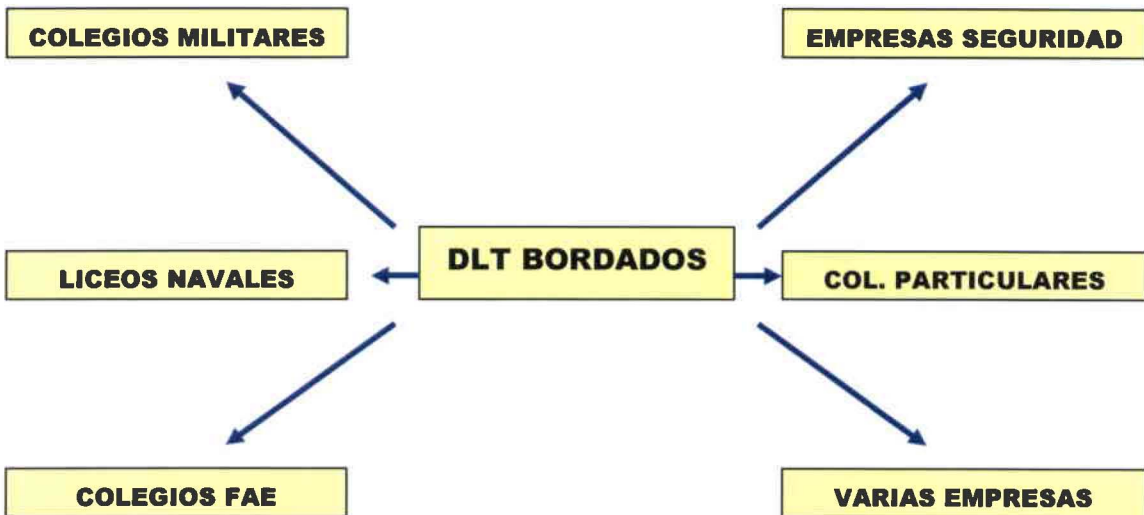 COLEGIOS MILITARES
EMPRESAS SEGURIDAD
DLT BORDADOS
LICEOS NAVALES
COL. PARTICULARES
COLEGIOS FAE
VARIAS EMPRESAS